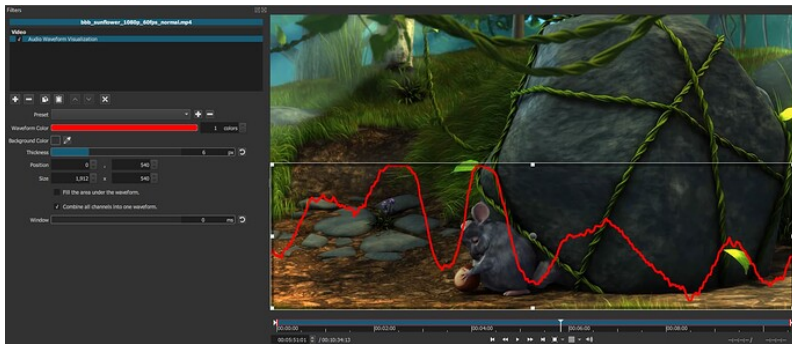 Filters
bbb_sunflower_1080p_60fps_normal.mp4
Video
Audio Waveform Visualization
Preset
Waveform Color 1 colors
Background Color
Thickness 6 px
Position 0 , 540
Size 1,912 x 540
Fill the area under the waveform.
Combine all channels into one waveform.
Window 0 ms
00:00:00 00:02:00 00:04:00 00:06:00 00:08:00
00:05:51:01 / 00:10:34:13
--:--:--:-- / --:--:--:--